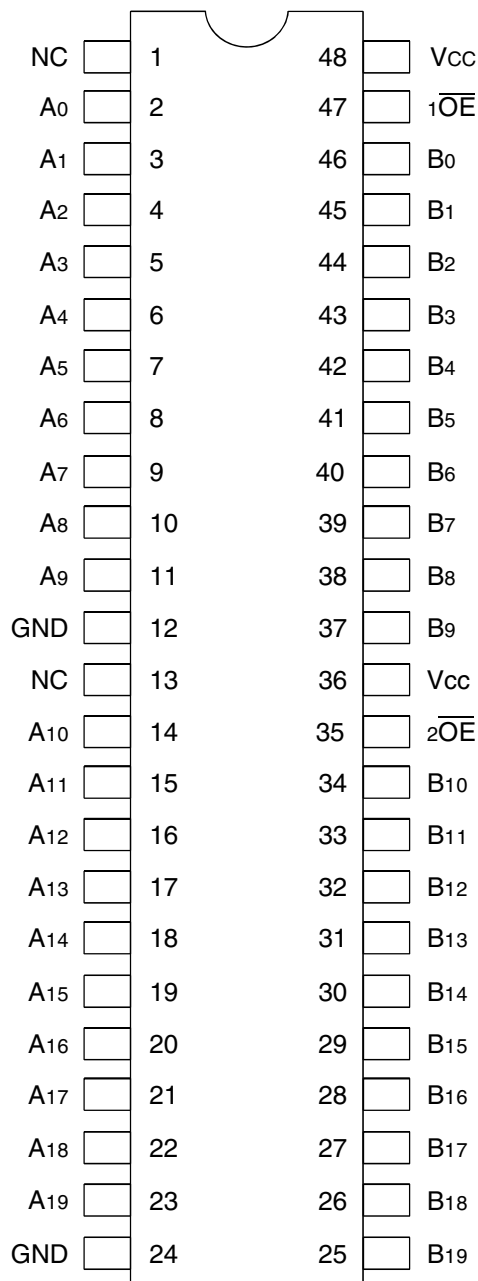 NC 1 48 VCC
A0 2 47 1OE
A1 3 46 B0
A2 4 45 B1
A3 5 44 B2
A4 6 43 B3
A5 7 42 B4
A6 8 41 B5
A7 9 40 B6
A8 10 39 B7
A9 11 38 B8
GND 12 37 B9
NC 13 36 Vcc
A10 14 35 2OE
A11 15 34 B10
A12 16 33 B11
A13 17 32 B12
A14 18 31 B13
A15 19 30 B14
A16 20 29 B15
A17 21 28 B16
A18 22 27 B17
A19 23 26 B18
GND 24 25 B19